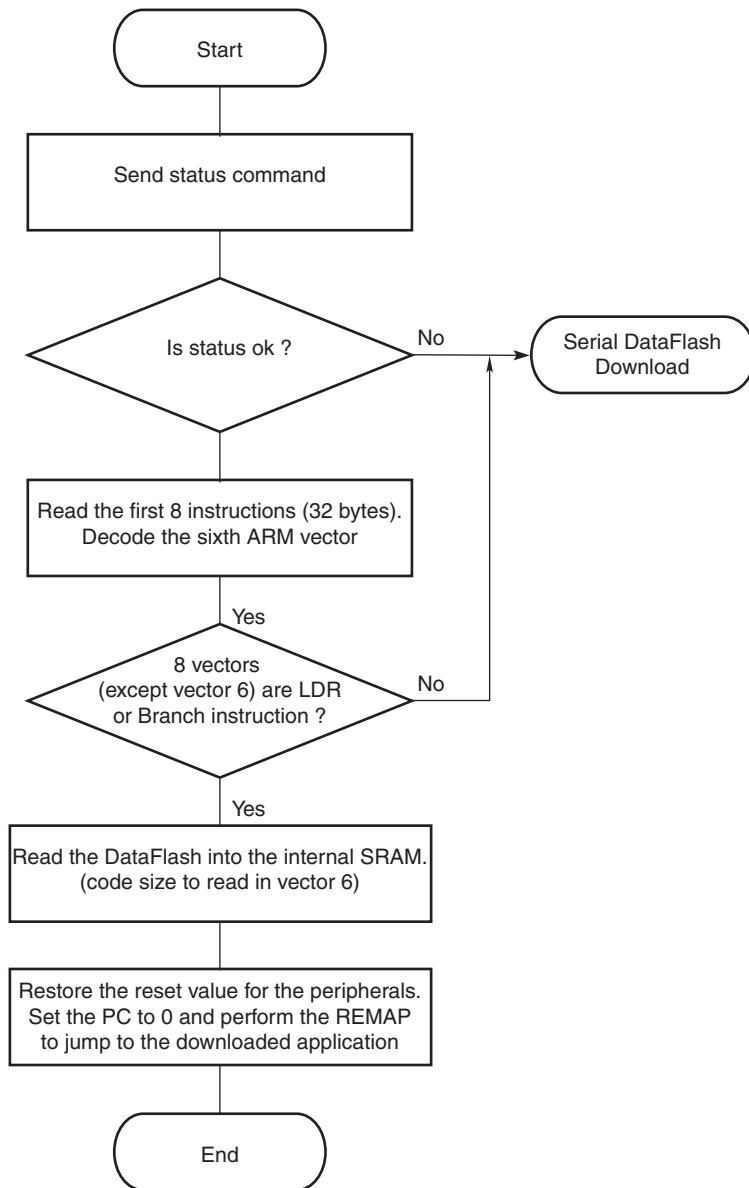 Start
Send status command
Is status ok ?
No
Serial DataFlash
Download
Read the first 8 instructions (32 bytes).
Decode the sixth ARM vector
Yes
8 vectors
(except vector 6) are LDR
or Branch instruction ?
No
Yes
Read the DataFlash into the internal SRAM.
(code size to read in vector 6)
Restore the reset value for the peripherals.
Set the PC to 0 and perform the REMAP
to jump to the downloaded application
End